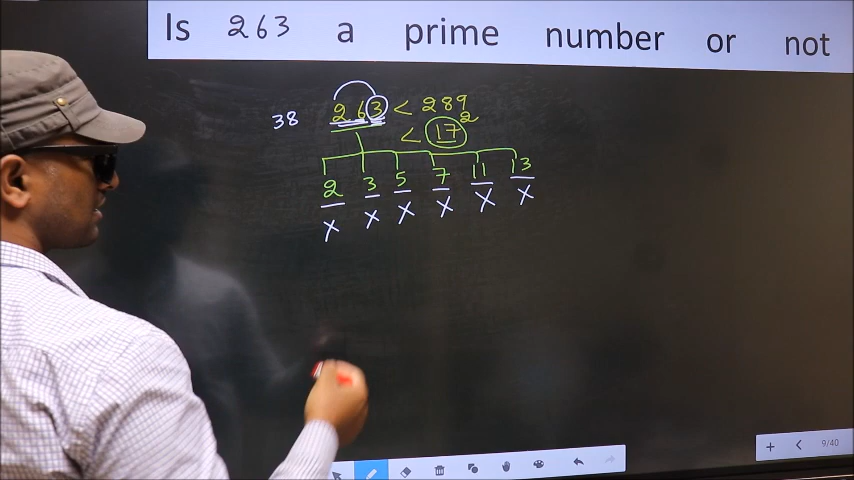 Is 263 a prime number or not
38 263 < 289
< 17²
2 3 5 7 11 13
X X X X X X
9/40